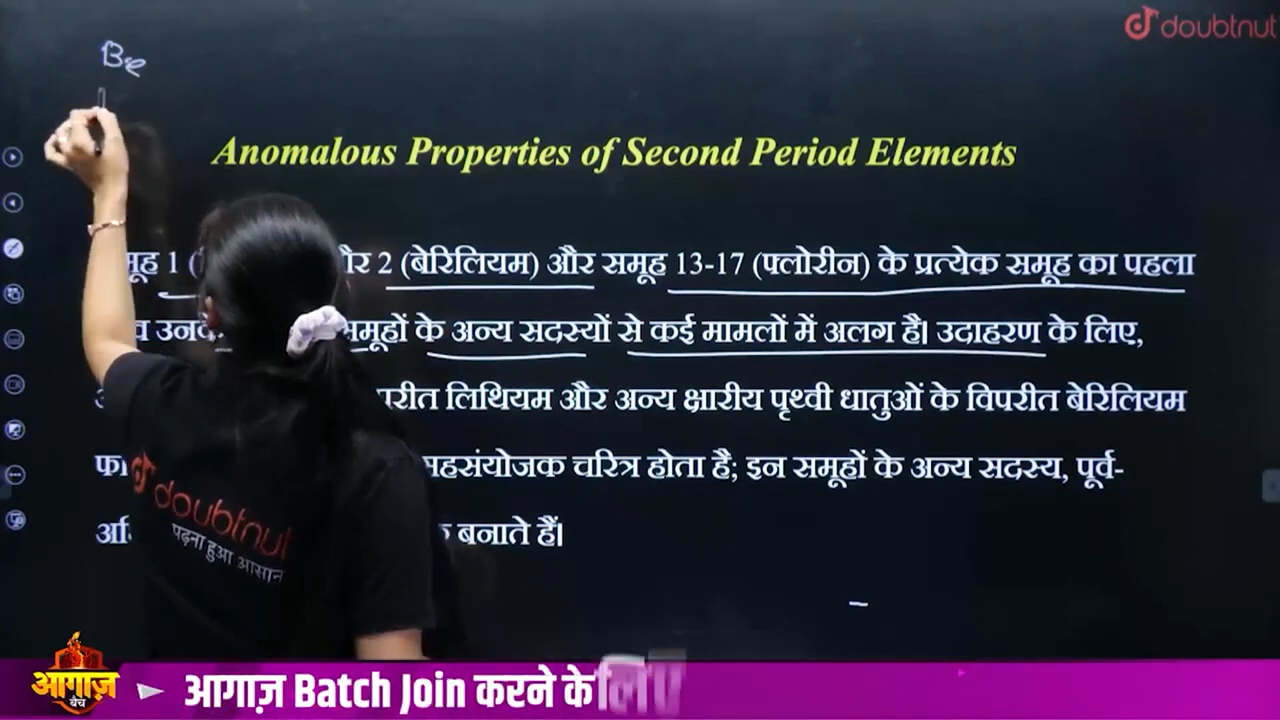 doubtnut
Be
Anomalous Properties of Second Period Elements
मूह 1 ( र 2 (बेरिलियम) और समूह 13-17 (फ्लोरीन) के प्रत्येक समूह का पहला
उनके समूहों के अन्य सदस्यों से कई मामलों में अलग है। उदाहरण के लिए,
परीत लिथियम और अन्य क्षारीय पृथ्वी धातुओं के विपरीत बेरिलियम
सहसंयोजक चरित्र होता है; इन समूहों के अन्य सदस्य, पूर्व-
बनाते हैं।
doubtnut
पढ़ना हुआ आसान
आगाज़
बैच
आगाज़ Batch Join करने के लिए